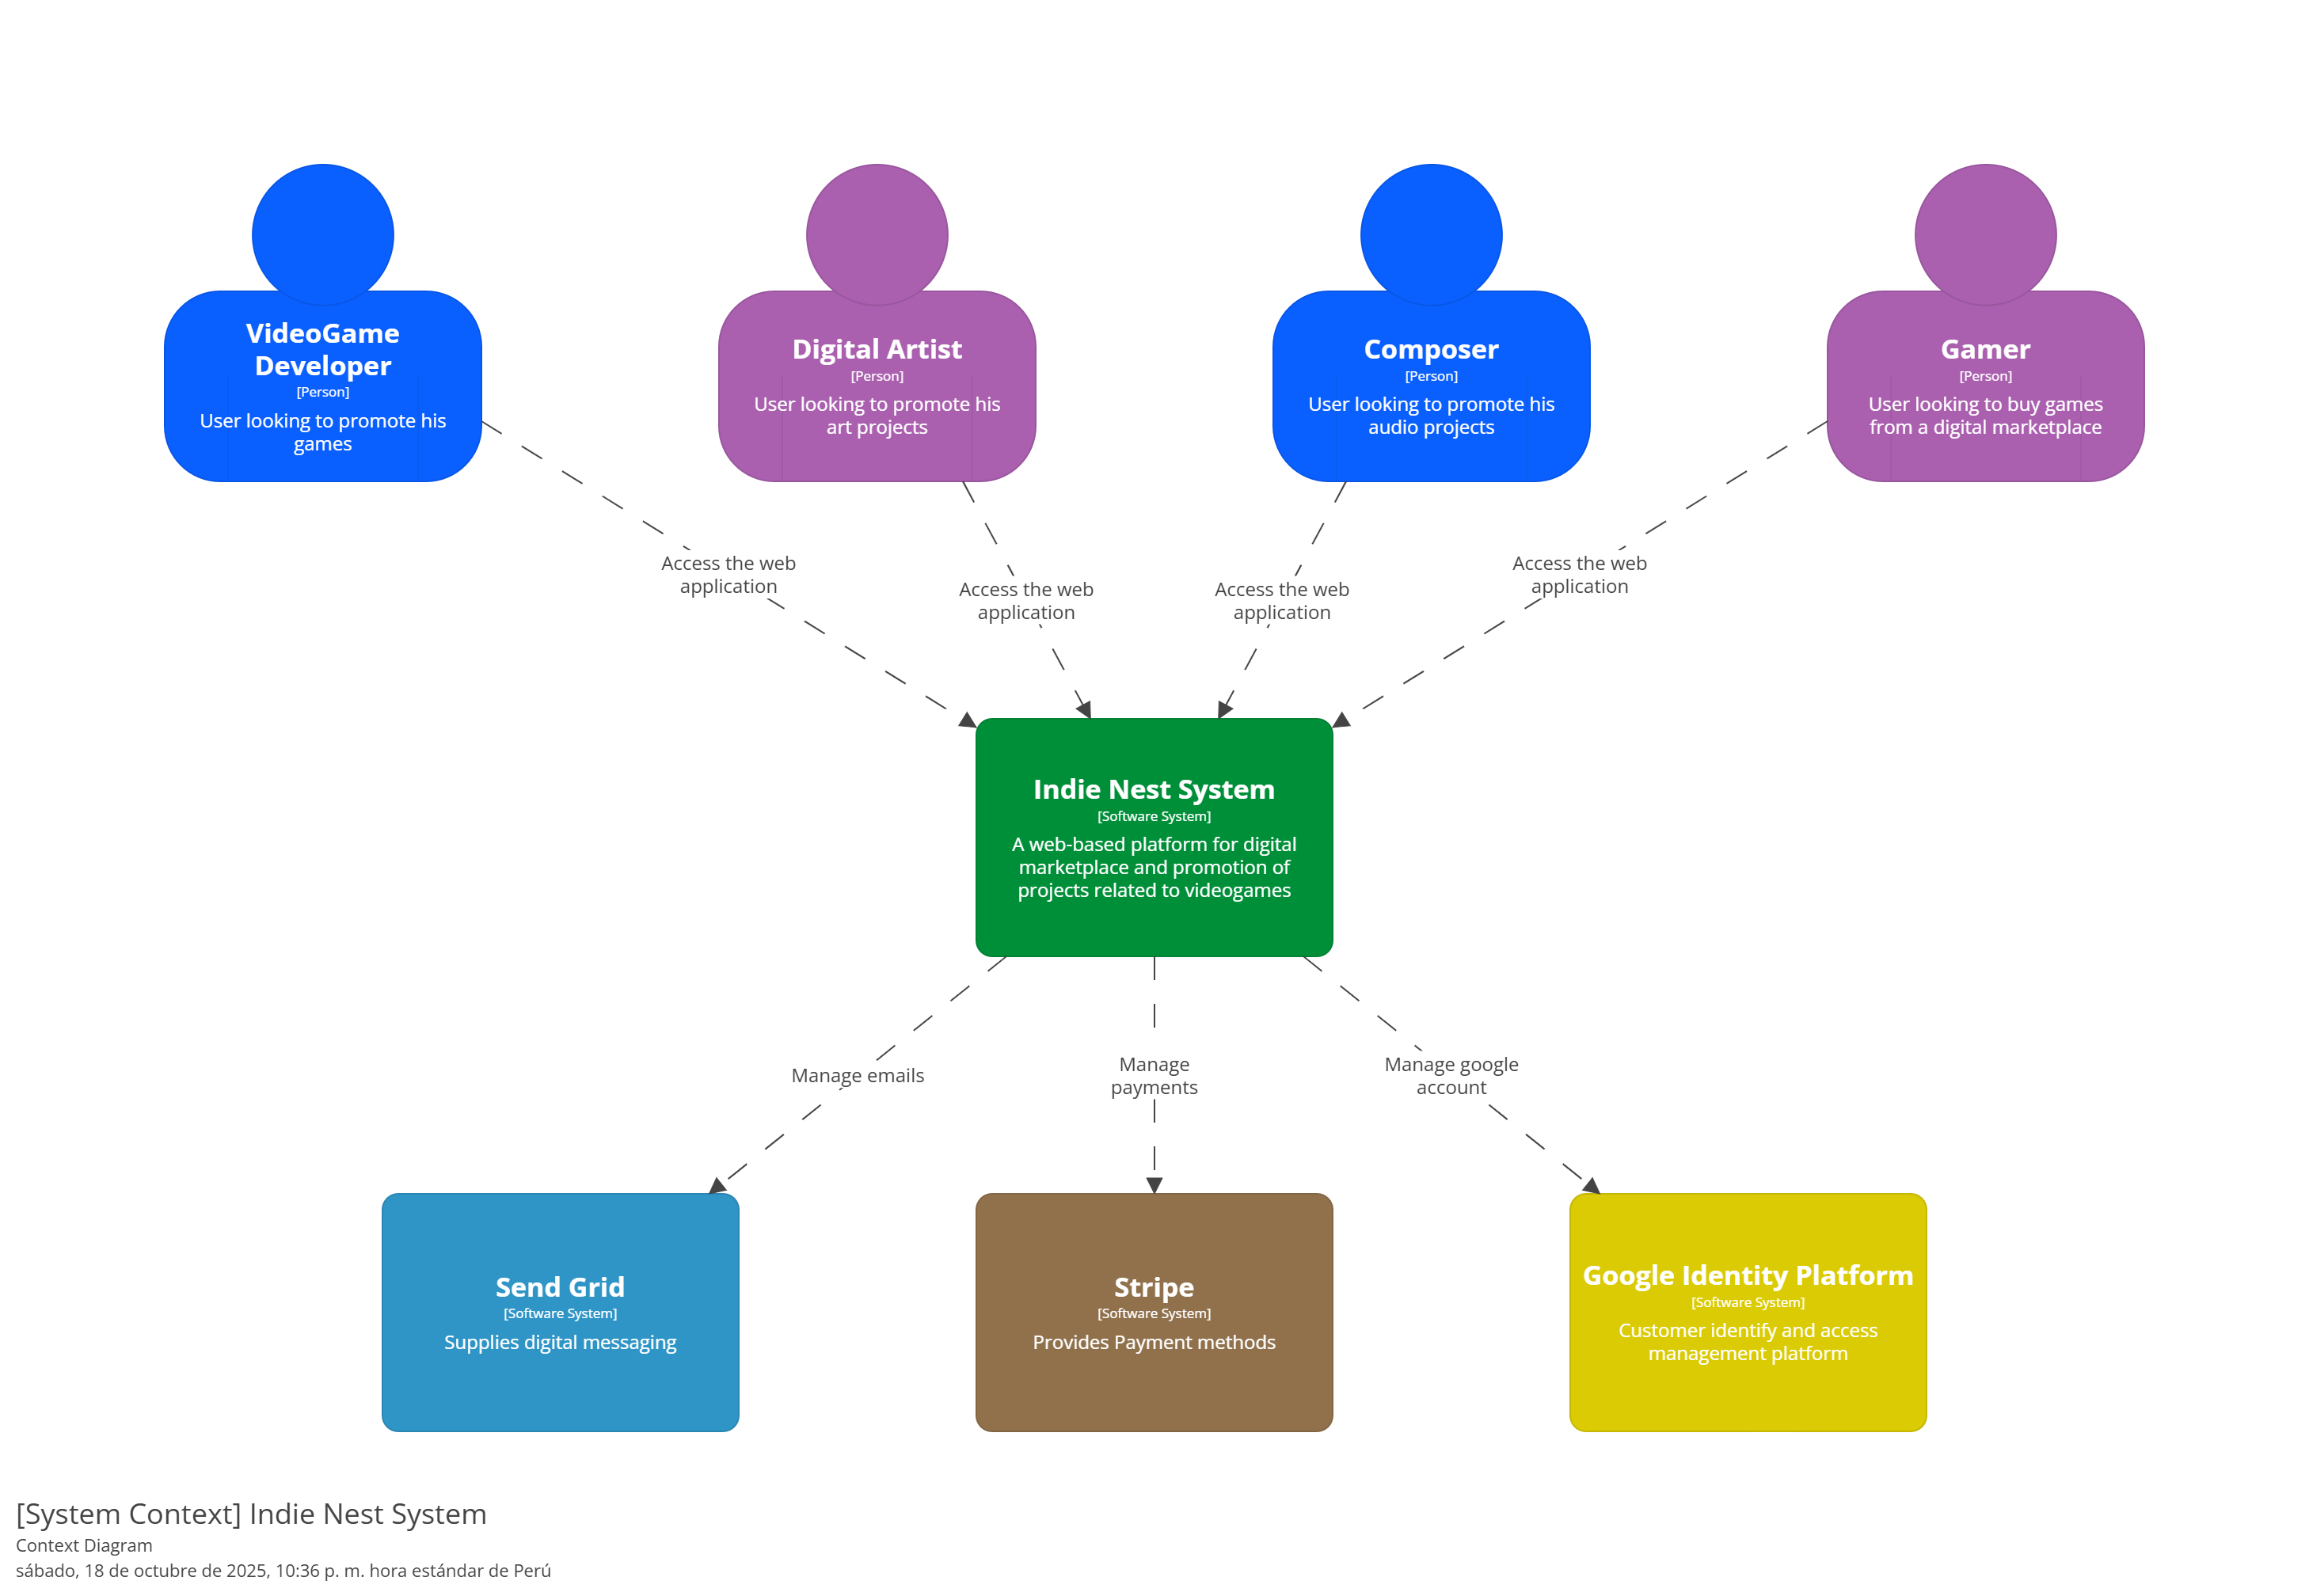 VideoGame
Developer
[Person]
User looking to promote his
games
Digital Artist
[Person]
User looking to promote his
art projects
Composer
[Person]
User looking to promote his
audio projects
Gamer
[Person]
User looking to buy games
from a digital marketplace
Access the web
application
Access the web
application
Access the web
application
Access the web
application
Indie Nest System
[Software System]
A web-based platform for digital
marketplace and promotion of
projects related to videogames
Manage emails
Manage
payments
Manage google
account
Send Grid
[Software System]
Supplies digital messaging
Stripe
[Software System]
Provides Payment methods
Google Identity Platform
[Software System]
Customer identify and access
management platform
[System Context] Indie Nest System
Context Diagram
sábado, 18 de octubre de 2025, 10:36 p. m. hora estándar de Perú